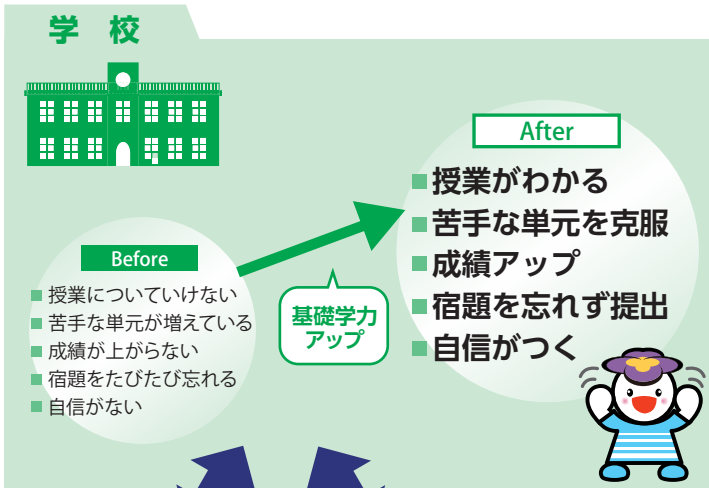 学 校
Before
授業についていけない
苦手な単元が増えている
成績が上がらない
宿題をたびたび忘れる
自信がない
基礎学力
アップ
After
授業がわかる
苦手な単元を克服
成績アップ
宿題を忘れず提出
自信がつく